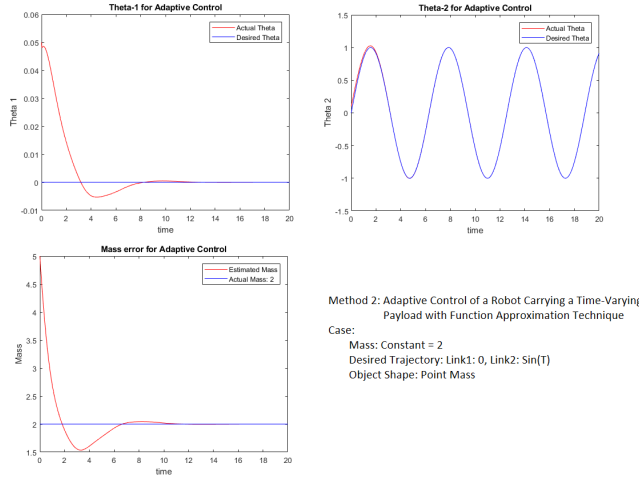 Theta-1 for Adaptive Control
0.06
0.05
0.04
0.03
0.02
0.01
0
-0.01
Theta 1
0 2 4 6 8 10 12 14 16 18 20
time
Actual Theta
Desired Theta
Theta-2 for Adaptive Control
1.5
1
0.5
0
-0.5
-1
-1.5
Theta 2
0 2 4 6 8 10 12 14 16 18 20
time
Actual Theta
Desired Theta
Mass error for Adaptive Control
5
4.5
4
3.5
3
2.5
2
1.5
Mass
0 2 4 6 8 10 12 14 16 18 20
time
Estimated Mass
Actual Mass: 2
Method 2: Adaptive Control of a Robot Carrying a Time-Varying
Payload with Function Approximation Technique
Case:
Mass: Constant = 2
Desired Trajectory: Link1: 0, Link2: Sin(T)
Object Shape: Point Mass